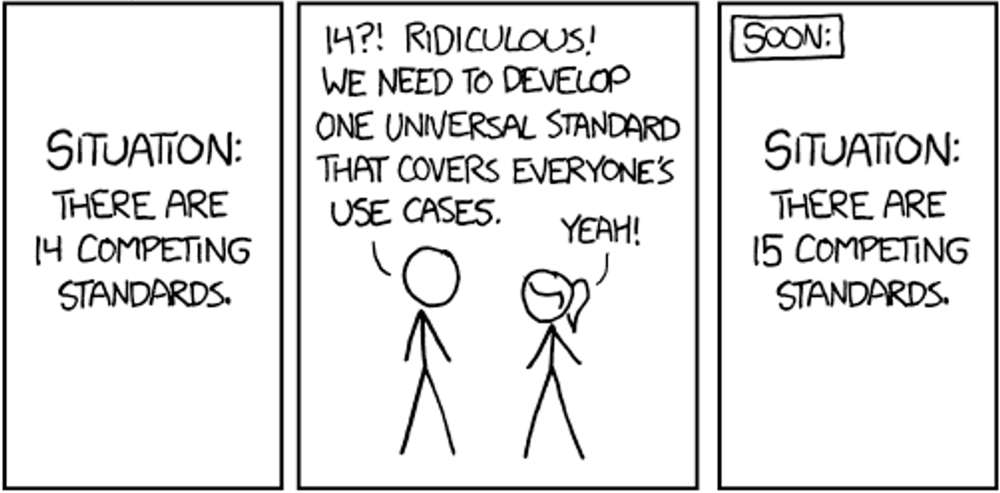 SITUATION:
THERE ARE
14 COMPETING
STANDARDS.
14?! RIDICULOUS!
WE NEED TO DEVELOP
ONE UNIVERSAL STANDARD
THAT COVERS EVERYONE'S
USE CASES.
YEAH!
SOON:
SITUATION:
THERE ARE
15 COMPETING
STANDARDS.